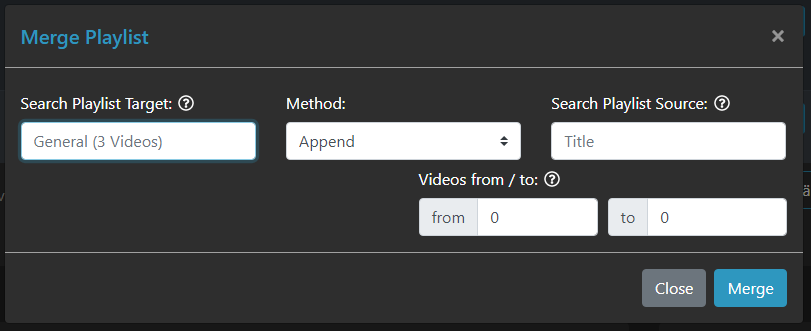 Merge Playlist ×
Search Playlist Target: Method: Search Playlist Source:
General (3 Videos) Append Title
Videos from / to:
from 0 to 0
Close Merge